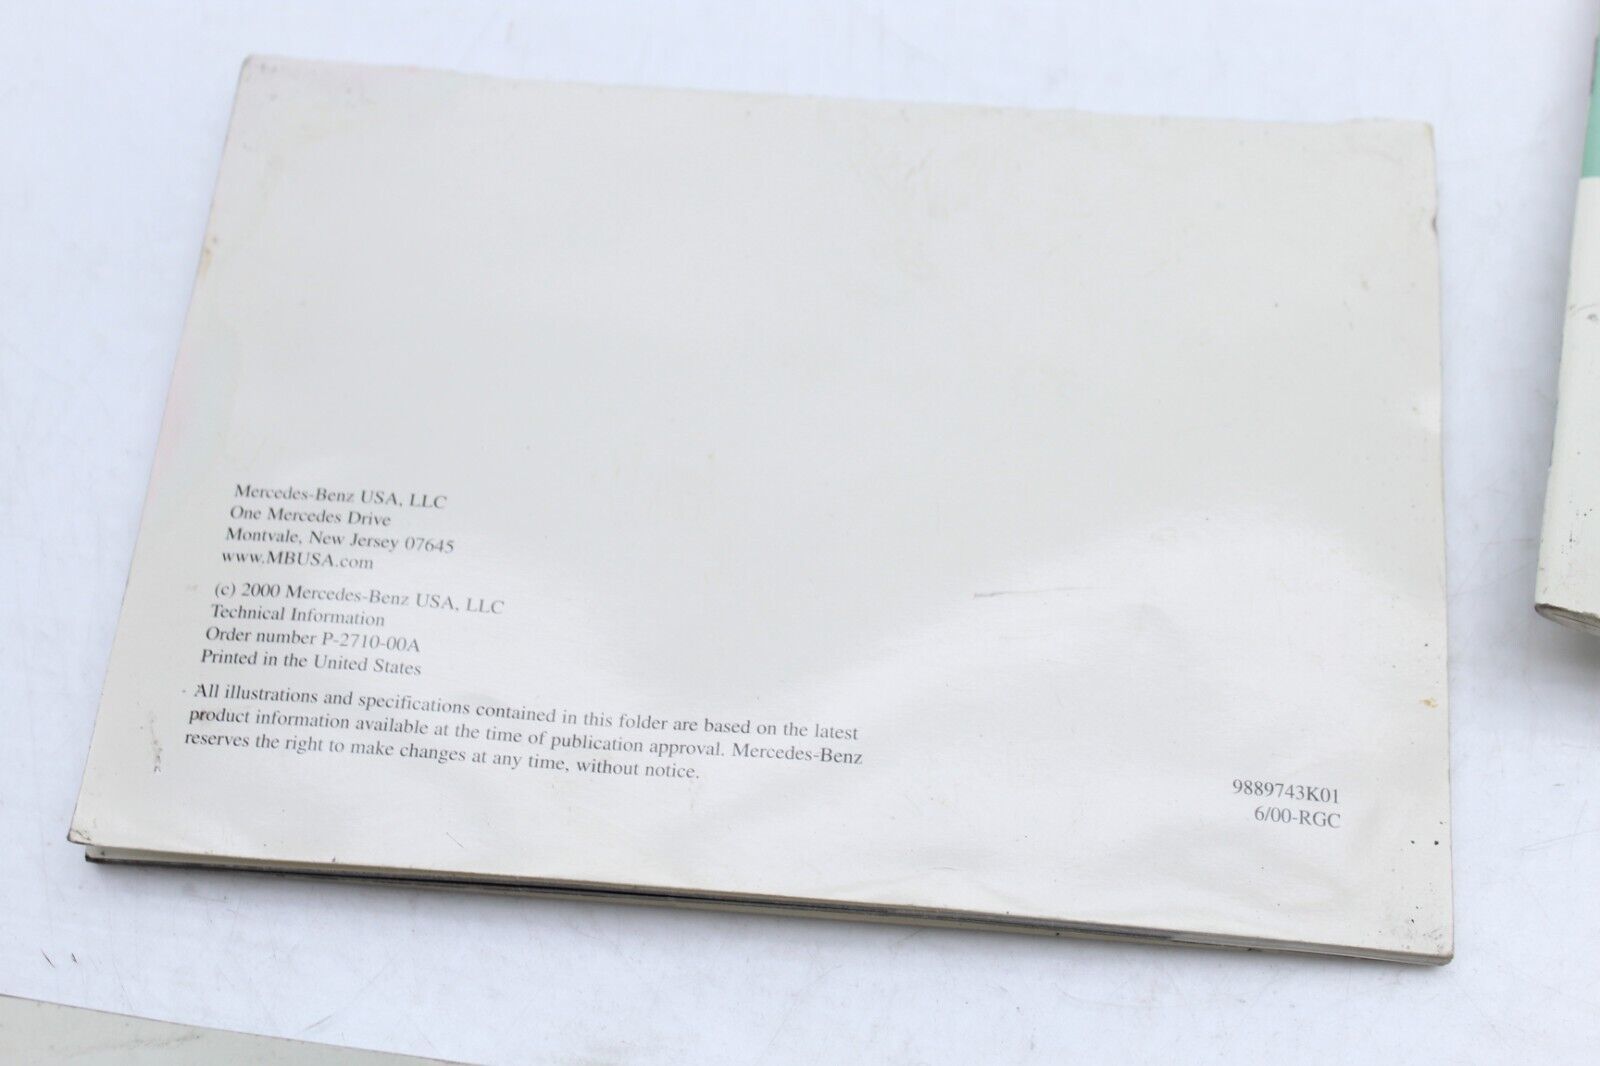 Mercedes-Benz USA, LLC
One Mercedes Drive
Montvale, New Jersey 07645
www.MBUSA.com
(c) 2000 Mercedes-Benz USA, LLC
Technical Information
Order number P-2710-00A
Printed in the United States
All illustrations and specifications contained in this folder are based on the latest
product information available at the time of publication approval. Mercedes-Benz
reserves the right to make changes at any time, without notice.
9889743K01
6/00-RGC